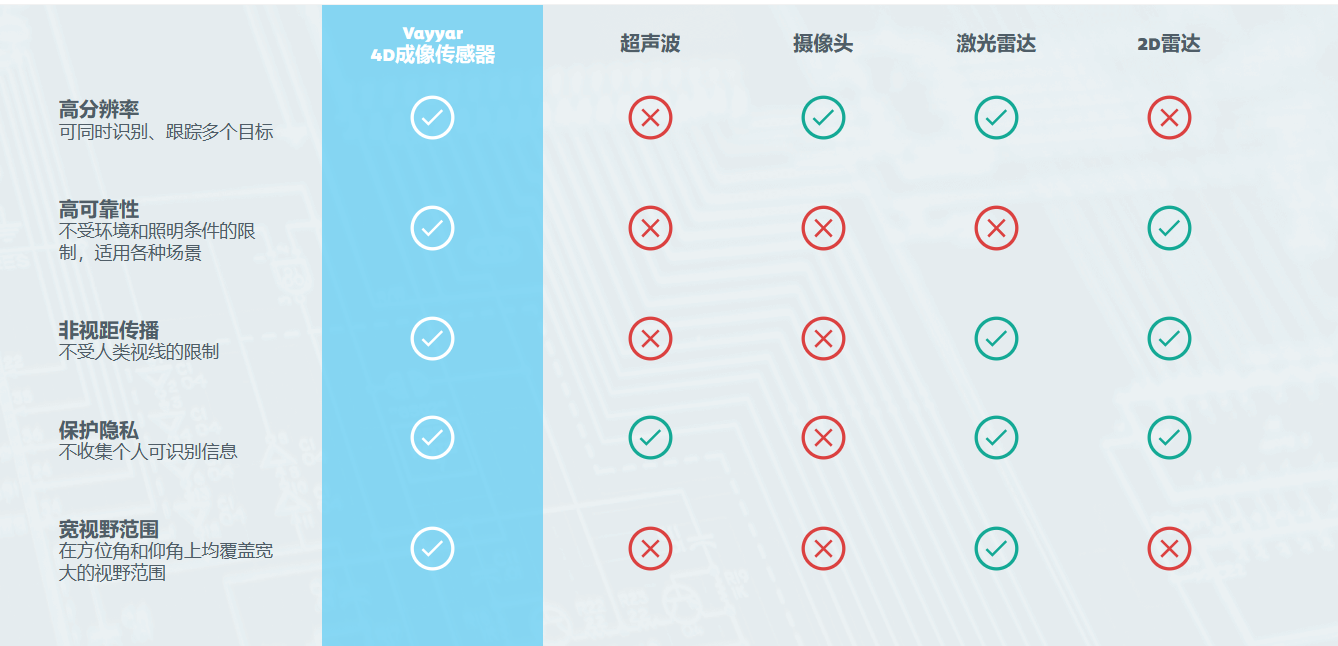 Vayyar
4D成像传感器
超声波
摄像头
激光雷达
2D雷达
高分辨率
可同时识别、跟踪多个目标
高可靠性
不受环境和照明条件的限
制，适用各种场景
非视距传播
不受人类视线的限制
保护隐私
不收集个人可识别信息
宽视野范围
在方位角和仰角上均覆盖宽
大的视野范围